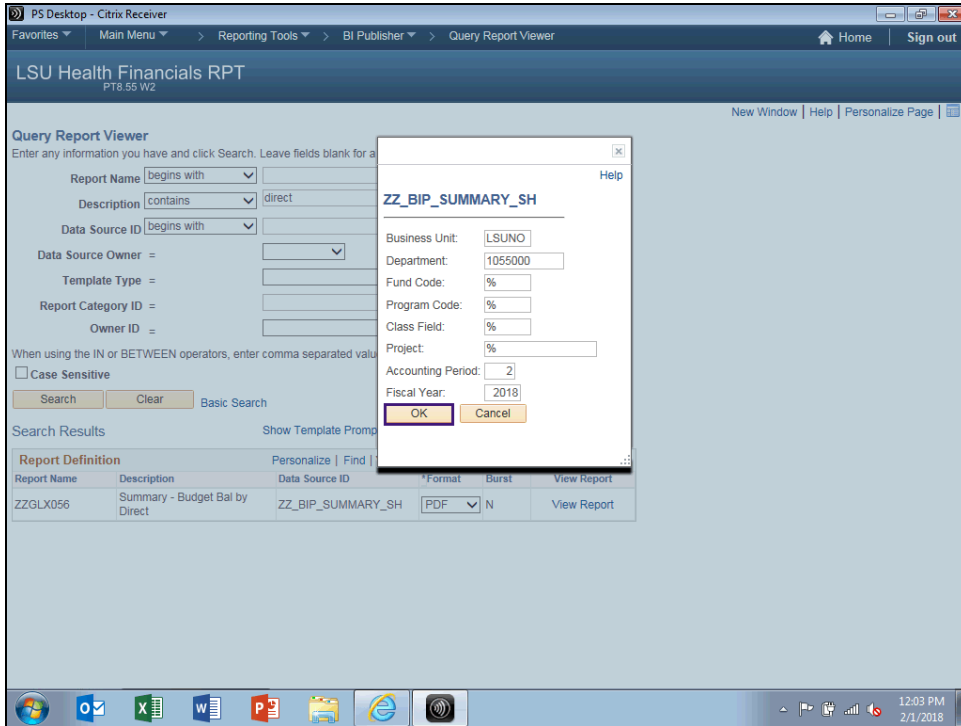 PS Desktop - Citrix Receiver
Favorites Main Menu > Reporting Tools > BI Publisher > Query Report Viewer Home Sign out
LSU Health Financials RPT
PT8.55 W2
New Window | Help | Personalize Page |
Query Report Viewer
Enter any information you have and click Search. Leave fields blank for a
Report Name begins with
Description contains direct
Data Source ID begins with
Data Source Owner =
Template Type =
Report Category ID =
Owner ID =
When using the IN or BETWEEN operators, enter comma separated valu
Case Sensitive
Search Clear Basic Search
Search Results Show Template Promp
Help
ZZ_BIP_SUMMARY_SH
Business Unit: LSUNO
Department: 1055000
Fund Code: %
Program Code: %
Class Field: %
Project: %
Accounting Period: 2
Fiscal Year: 2018
OK Cancel
Report Definition Personalize | Find |
Report Name Description Data Source ID *Format Burst View Report
ZZGLX056 Summary - Budget Bal by Direct ZZ_BIP_SUMMARY_SH PDF N View Report
12:03 PM
2/1/2018